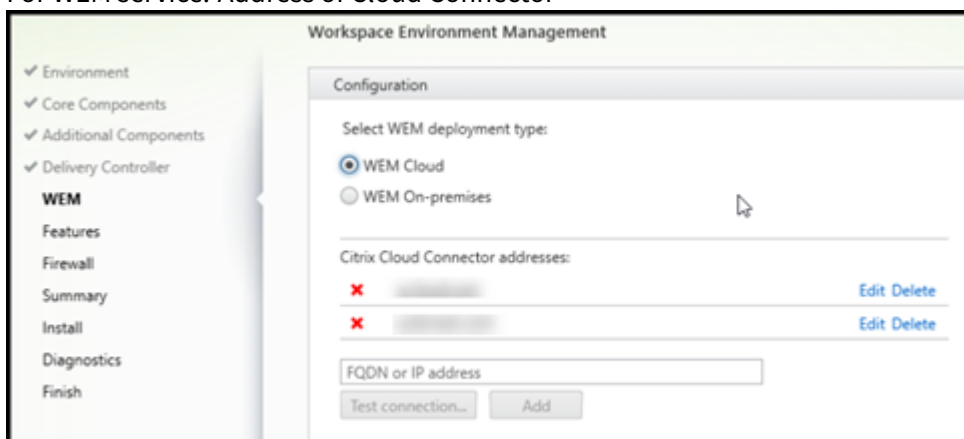 For WEM service: Address of Cloud Connector
Workspace Environment Management
Environment
Core Components
Additional Components
Delivery Controller
WEM
Features
Firewall
Summary
Install
Diagnostics
Finish
Configuration
Select WEM deployment type:
WEM Cloud
WEM On-premises
Citrix Cloud Connector addresses:
Edit Delete
Edit Delete
FQDN or IP address
Test connection... Add